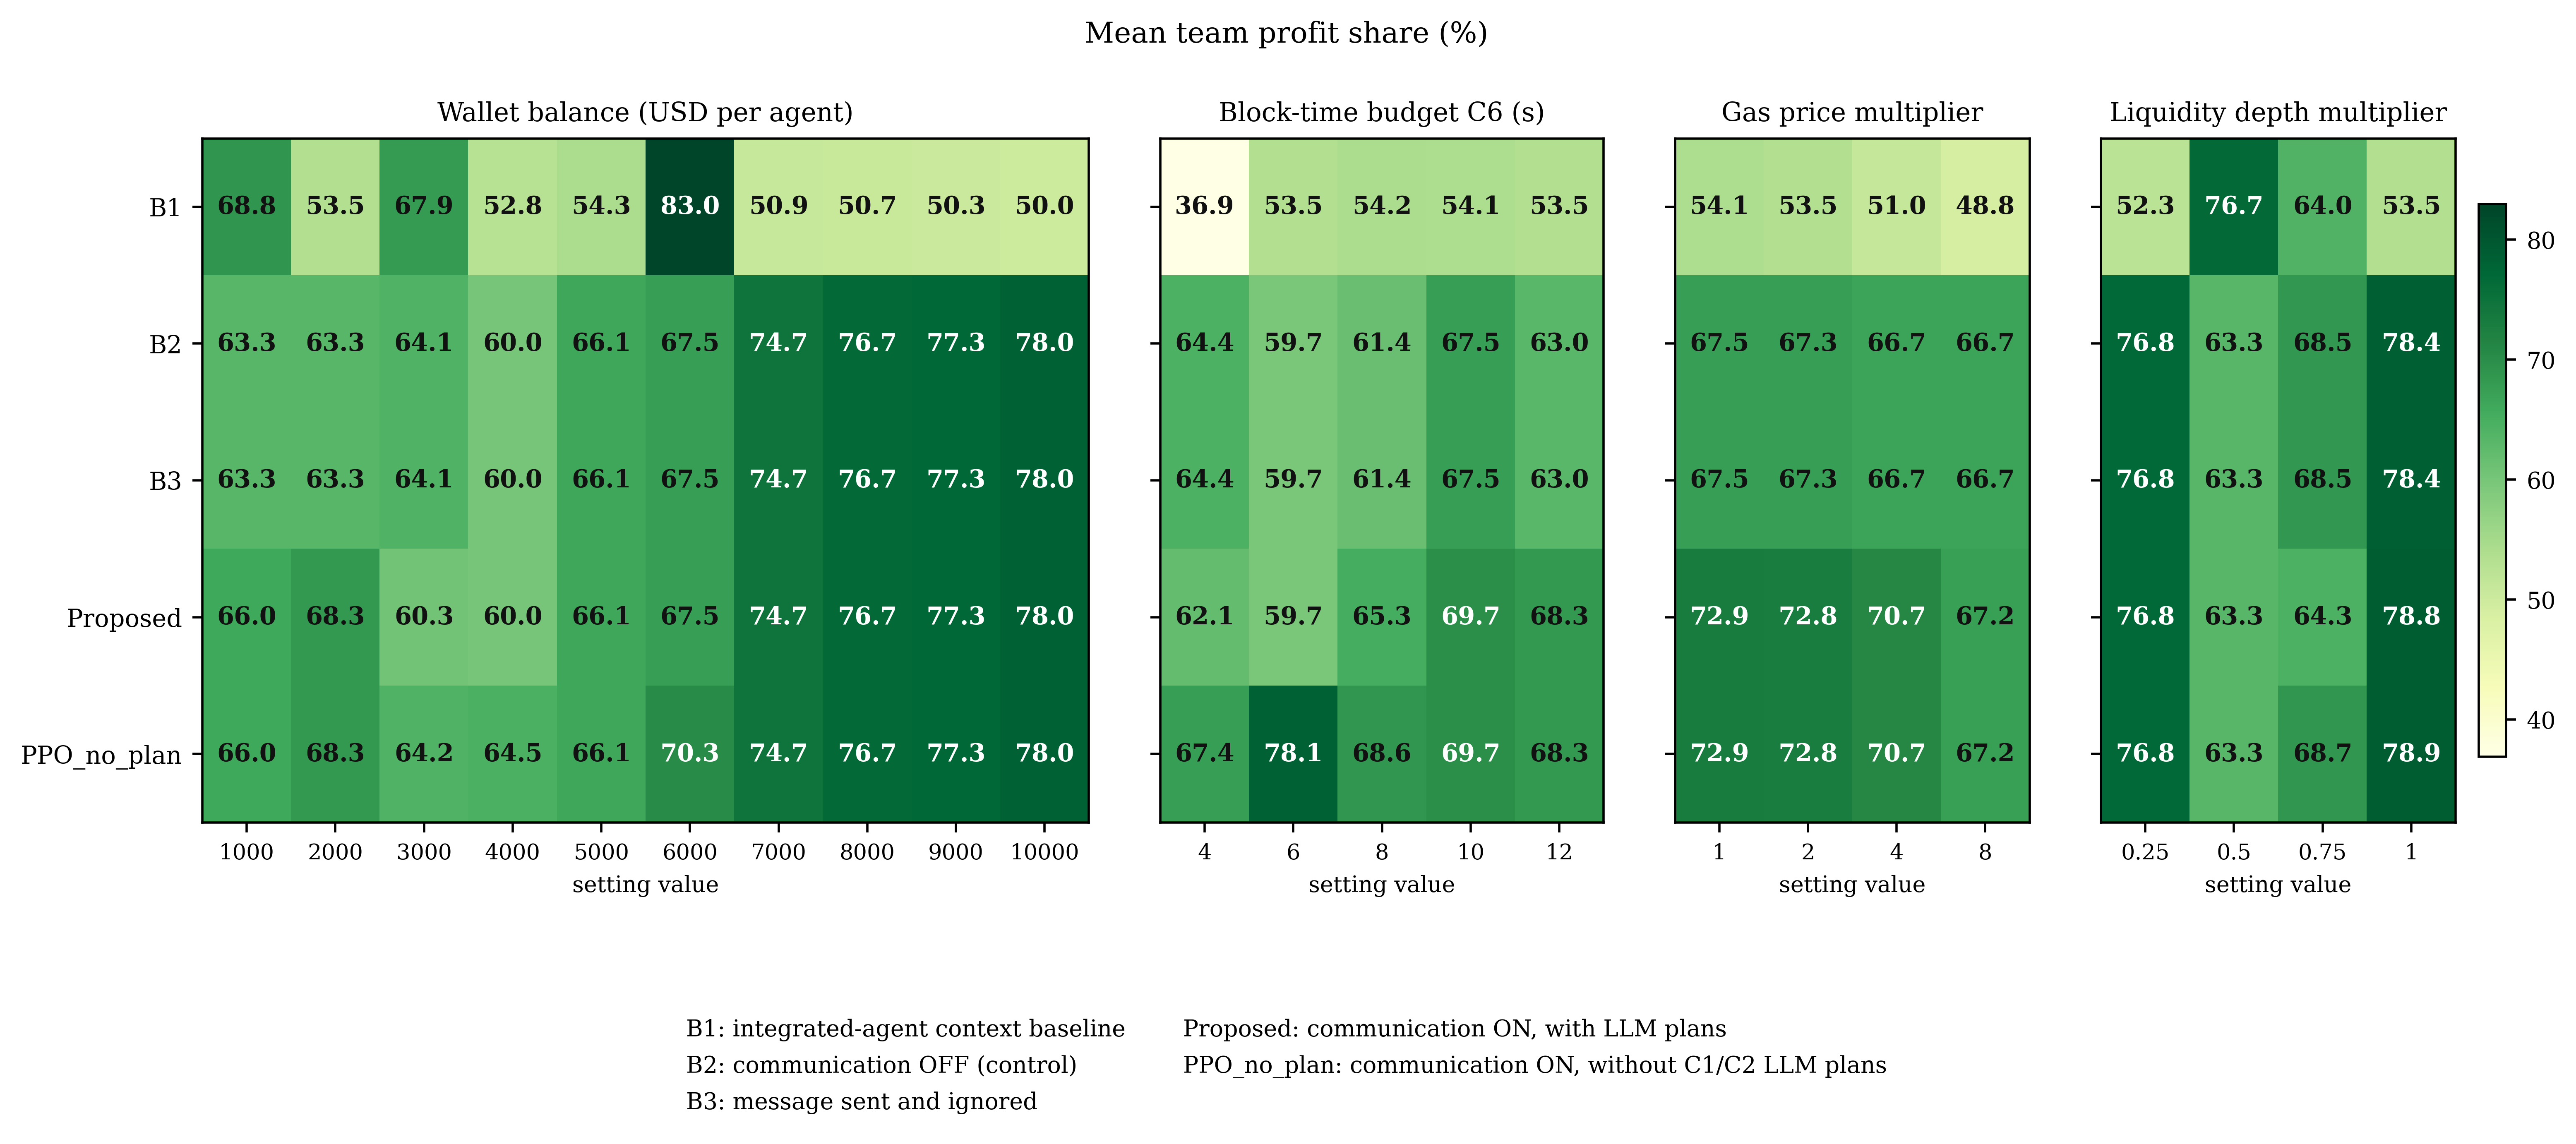 Mean team profit share (%)
Wallet balance (USD per agent) Block-time budget C6 (s) Gas price multiplier Liquidity depth multiplier
B1 68.8 53.5 67.9 52.8 54.3 83.0 50.9 50.7 50.3 50.0 36.9 53.5 54.2 54.1 53.5 54.1 53.5 51.0 48.8 52.3 76.7 64.0 53.5
80
B2 63.3 63.3 64.1 60.0 66.1 67.5 74.7 76.7 77.3 78.0 64.4 59.7 61.4 67.5 63.0 67.5 67.3 66.7 66.7 76.8 63.3 68.5 78.4
70
B3 63.3 63.3 64.1 60.0 66.1 67.5 74.7 76.7 77.3 78.0 64.4 59.7 61.4 67.5 63.0 67.5 67.3 66.7 66.7 76.8 63.3 68.5 78.4
60
50
Proposed 66.0 68.3 60.3 60.0 66.1 67.5 74.7 76.7 77.3 78.0 62.1 59.7 65.3 69.7 68.3 72.9 72.8 70.7 67.2 76.8 63.3 64.3 78.8
40
PPO_no_plan 66.0 68.3 64.2 64.5 66.1 70.3 74.7 76.7 77.3 78.0 67.4 78.1 68.6 69.7 68.3 72.9 72.8 70.7 67.2 76.8 63.3 68.7 78.9
1000 2000 3000 4000 5000 6000 7000 8000 9000 10000 4 6 8 10 12 1 2 4 8 0.25 0.5 0.75 1
setting value setting value setting value setting value
B1: integrated-agent context baseline
B2: communication OFF (control)
B3: message sent and ignored
Proposed: communication ON, with LLM plans
PPO_no_plan: communication ON, without C1/C2 LLM plans